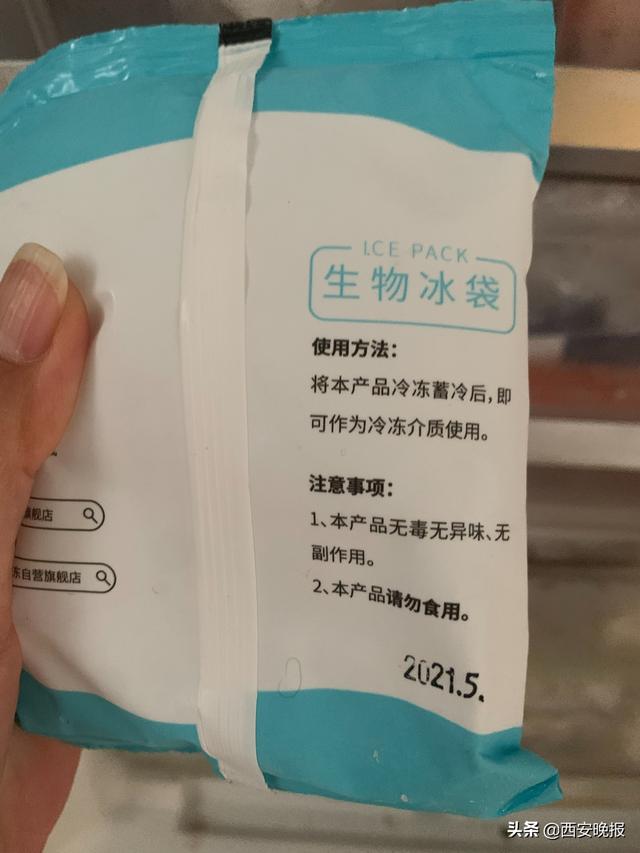 ICE PACK
生物冰袋
使用方法：
将本产品冷冻蓄冷后，即
可作为冷冻介质使用。
注意事项：
1、本产品无毒无异味、无
副作用。
2、本产品请勿食用。
2021.5.
旗舰店
东自营旗舰店
头条 @西安晚报